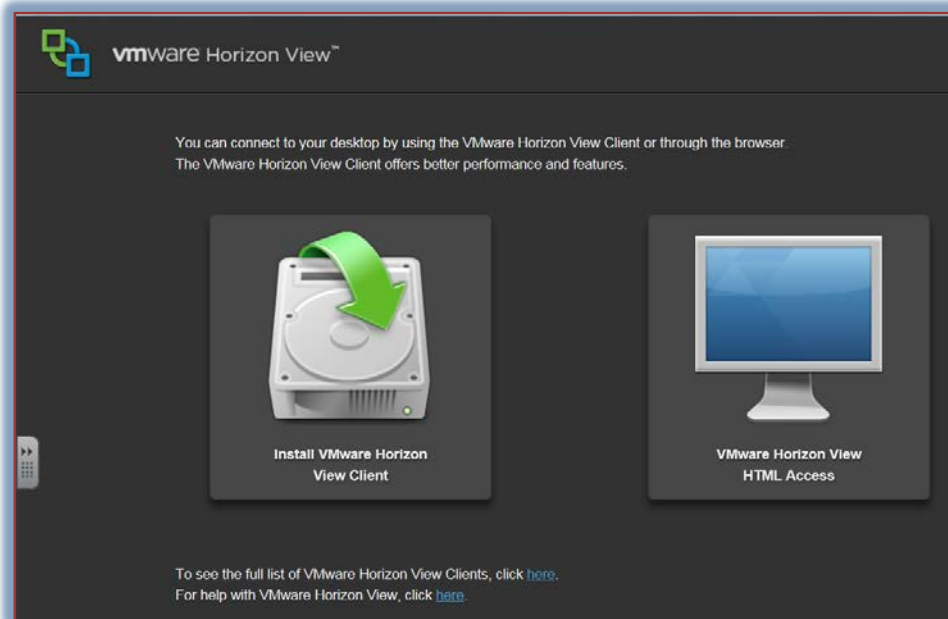 vmware Horizon View™
You can connect to your desktop by using the VMware Horizon View Client or through the browser.
The VMware Horizon View Client offers better performance and features.
Install VMware Horizon
View Client
VMware Horizon View
HTML Access
To see the full list of VMware Horizon View Clients, click here.
For help with VMware Horizon View, click here.